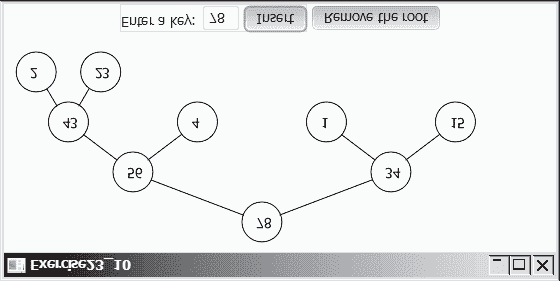 Exercise23_10
78
56 34
43 4 1 15
2 23
Enter a key: 78 Insert Remove the root